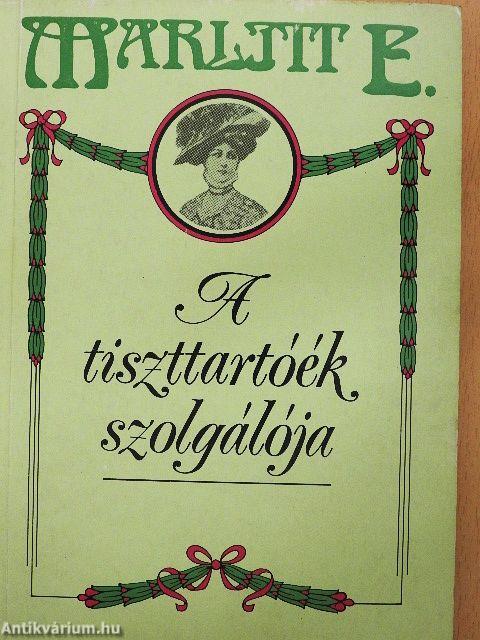 MARLITT E.
A
tiszttartóék
szolgálója
Antikvárium.hu